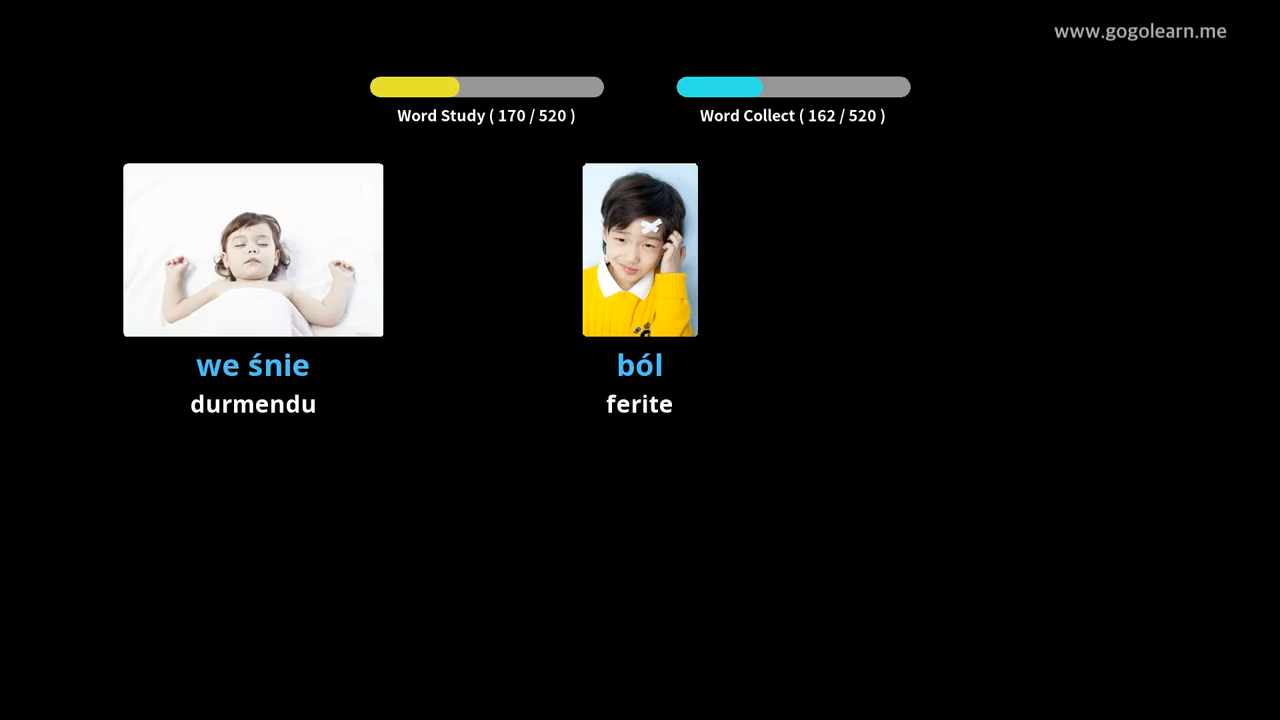 www.gogolearn.me
Word Study ( 170 / 520 )
Word Collect ( 162 / 520 )
we śnie
durmendu
ból
ferite